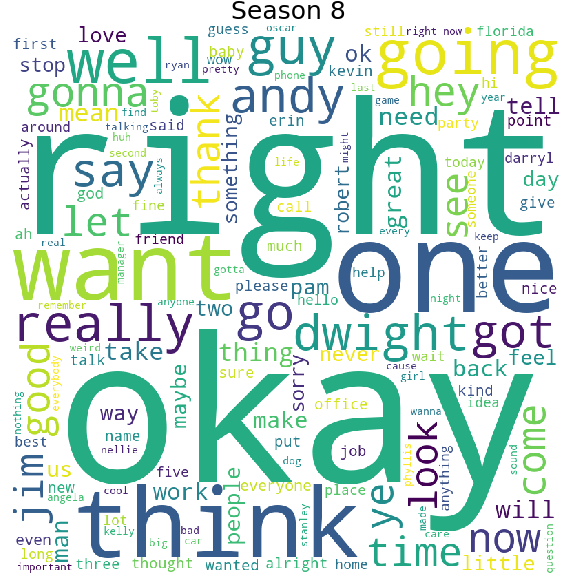 Season 8
love
guess
oscar
still
right now
florida
first
well
baby
wow
ryan
guy
going
stop
pretty
ok
kevin
hi
gonna
thank
phone
last
hey
mean
find
toby
andy
game
year
tell
actually
around
said
erin
need
party
point
huh
talking
something
right
second
say
always
life
might
great
see
today
someone
darryl
day
god
robert
give
let
fine
call
every
ah
friend
much
keep
real
manager
want
gotta
one
help
better
nice
please
pam
hello
night
remember
anyone
two
go
really
dwight
got
good
weird
talk
take
thing
never
wait
back
feel
everybody
sure
sorry
cause
girl
kind
nothing
maybe
okay
office
make
wanna
idea
way
come
best
name
nellie
put
job
look
phyllis
anything
us
jim
five
dog
sound
new
work
people
everyone
place
ye
made
will
angela
cool
think
man
lot
bad
stanley
care
now
question
even
kelly
big
car
time
long
important
three
thought
wanted
alright
home
little